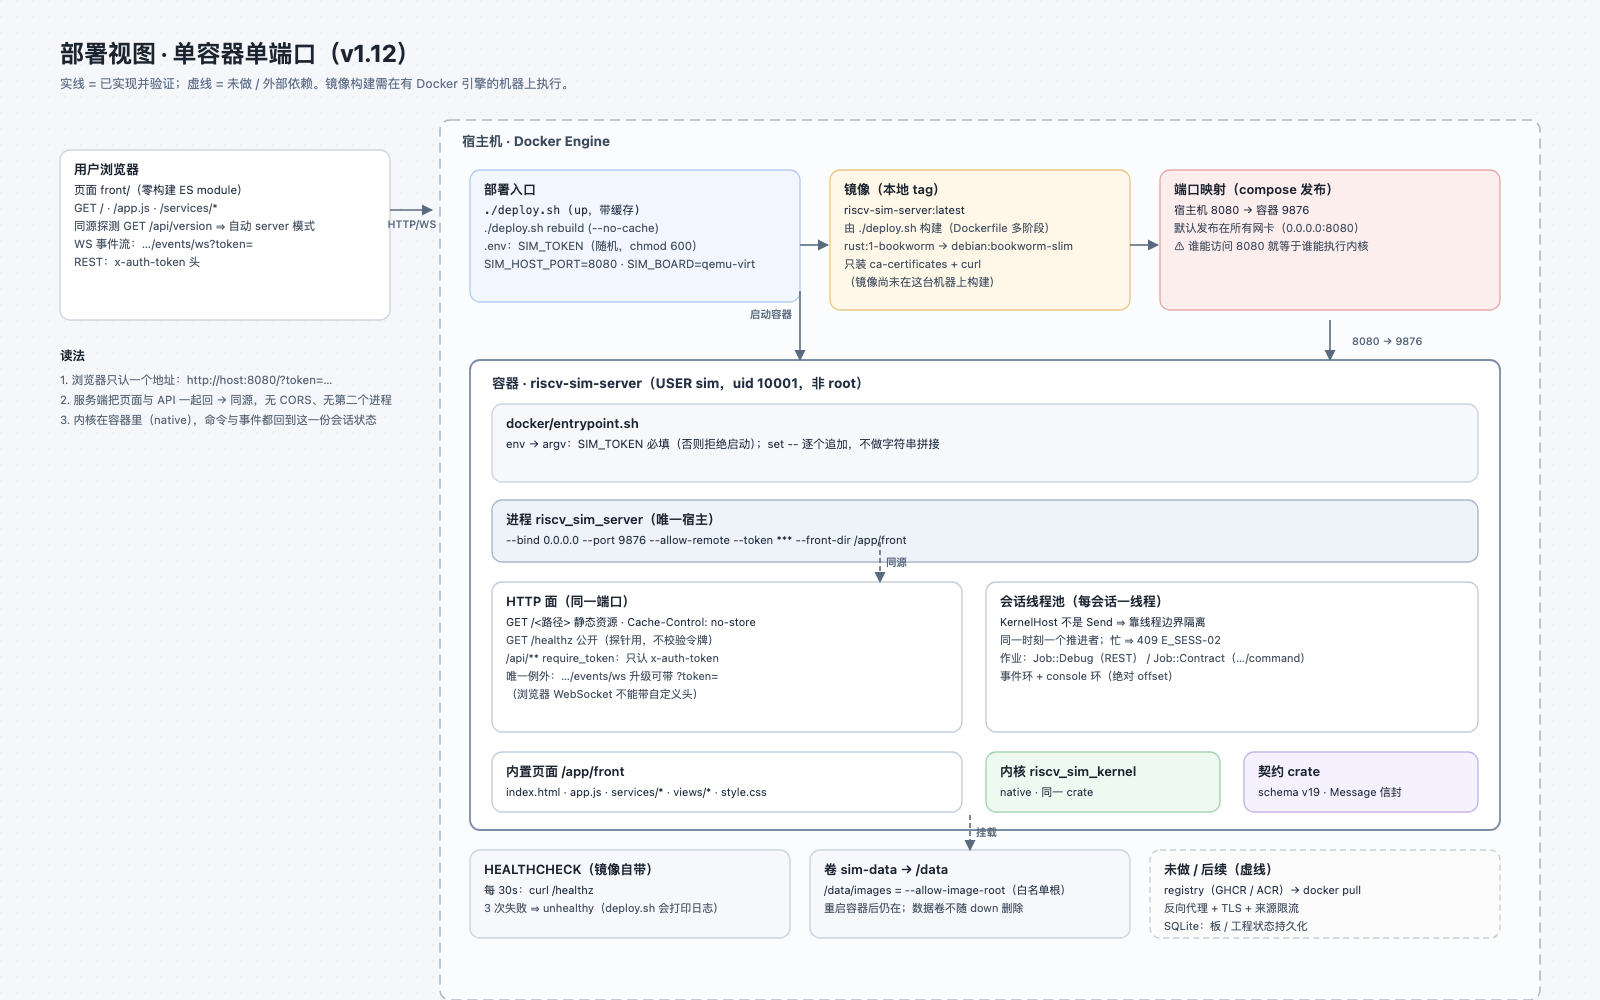 部署视图 · 单容器单端口（v1.12）
实线 = 已实现并验证；虚线 = 未做 / 外部依赖。镜像构建需在有 Docker 引擎的机器上执行。
用户浏览器
页面 front/（零构建 ES module）
GET / · /app.js · /services/*
同源探测 GET /api/version ⇒ 自动 server 模式
WS 事件流：…/events/ws?token=
REST：x-auth-token 头
HTTP/WS
读法
1. 浏览器只认一个地址：http://host:8080/?token=…
2. 服务端把页面与 API 一起回 → 同源，无 CORS、无第二个进程
3. 内核在容器里（native），命令与事件都回到这一份会话状态
宿主机 · Docker Engine
部署入口
./deploy.sh (up，带缓存)
./deploy.sh rebuild (--no-cache)
.env：SIM_TOKEN（随机，chmod 600）
SIM_HOST_PORT=8080 · SIM_BOARD=qemu-virt
镜像（本地 tag）
riscv-sim-server:latest
由 ./deploy.sh 构建（Dockerfile 多阶段）
rust:1-bookworm → debian:bookworm-slim
只装 ca-certificates + curl
（镜像尚未在这台机器上构建）
端口映射（compose 发布）
宿主机 8080 → 容器 9876
默认发布在所有网卡（0.0.0.0:8080）
⚠ 谁能访问 8080 就等于谁能执行内核
启动容器
8080 → 9876
容器 · riscv-sim-server（USER sim，uid 10001，非 root）
docker/entrypoint.sh
env → argv：SIM_TOKEN 必填（否则拒绝启动）；set -- 逐个追加，不做字符串拼接
进程 riscv_sim_server（唯一宿主）
--bind 0.0.0.0 --port 9876 --allow-remote --token *** --front-dir /app/front
同源
HTTP 面（同一端口）
GET /<路径> 静态资源 · Cache-Control: no-store
GET /healthz 公开（探针用，不校验令牌）
/api/** require_token：只认 x-auth-token
唯一例外：…/events/ws 升级可带 ?token=
（浏览器 WebSocket 不能带自定义头）
会话线程池（每会话一线程）
KernelHost 不是 Send ⇒ 靠线程边界隔离
同一时刻一个推进者；忙 ⇒ 409 E_SESS-02
作业：Job::Debug（REST） / Job::Contract（…/command）
事件环 + console 环（绝对 offset）
内置页面 /app/front
index.html · app.js · services/* · views/* · style.css
内核 riscv_sim_kernel
native · 同一 crate
契约 crate
schema v19 · Message 信封
挂载
HEALTHCHECK（镜像自带）
每 30s：curl /healthz
3 次失败 ⇒ unhealthy（deploy.sh 会打印日志）
卷 sim-data → /data
/data/images = --allow-image-root（白名单根）
重启容器后仍在；数据卷不随 down 删除
未做 / 后续（虚线）
registry（GHCR / ACR）→ docker pull
反向代理 + TLS + 来源限流
SQLite：板 / 工程状态持久化